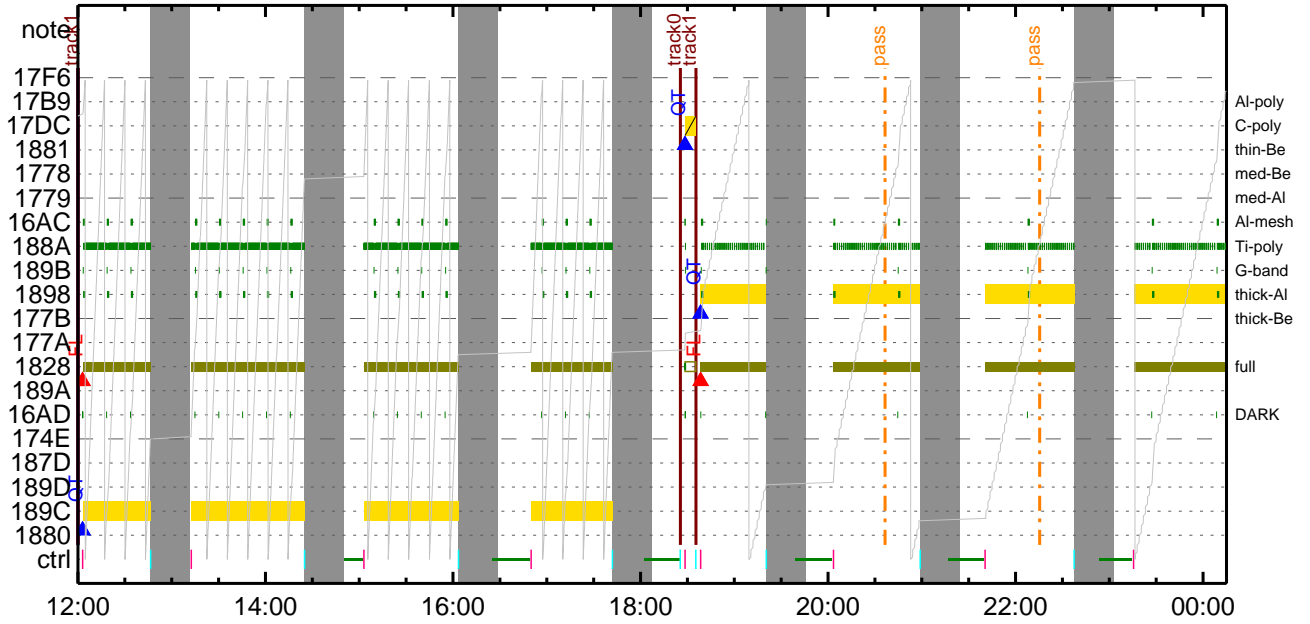 note
track1
track0
track1
pass
pass
17F6
17B9
QT
Al-poly
17DC
C-poly
1881
thin-Be
1778
med-Be
1779
med-Al
16AC
Al-mesh
188A
Ti-poly
189B
QT
G-band
1898
thick-Al
177B
thick-Be
177A
FL
FL
1828
full
189A
16AD
DARK
174E
187D
189D
QT
189C
1880
ctrl
12:00
14:00
16:00
18:00
20:00
22:00
00:00